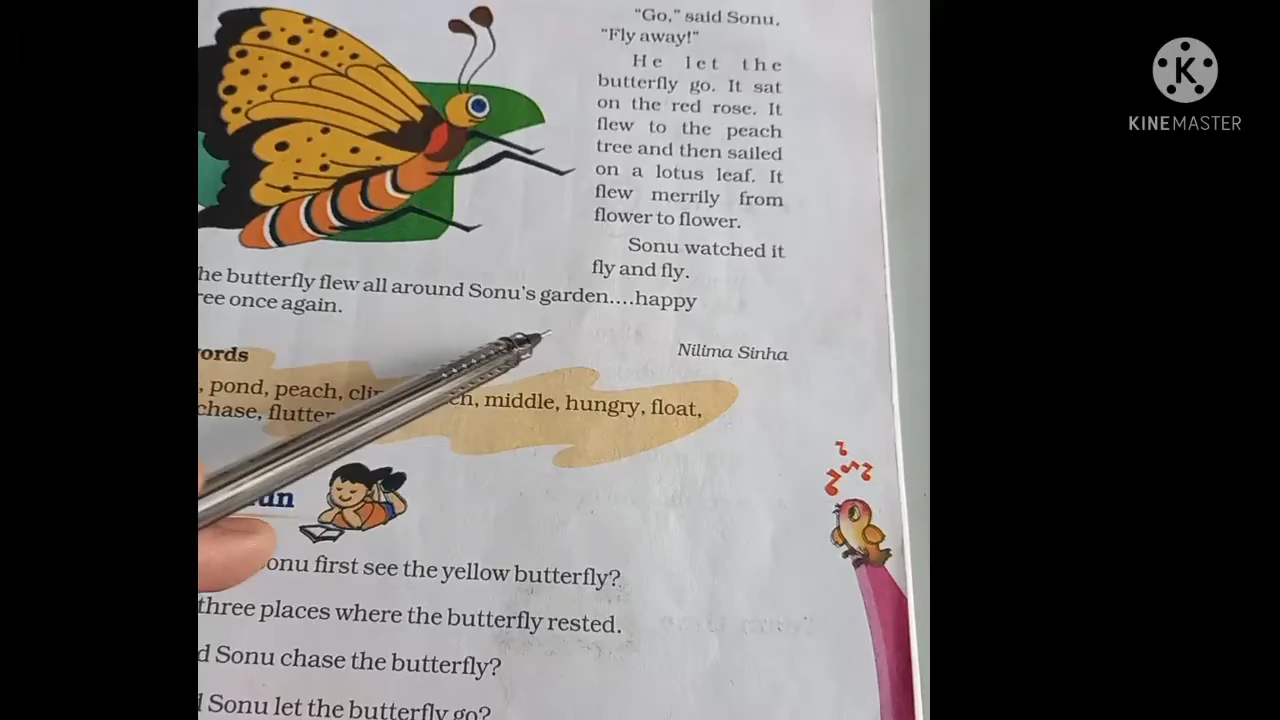 "Go," said Sonu,
"Fly away!"
He let the
butterfly go. It sat
on the red rose. It
flew to the peach
tree and then sailed
on a lotus leaf. It
flew merrily from
flower to flower.
Sonu watched it
fly and fly.
he butterfly flew all around Sonu's garden....happy
ree once again.
Nilima Sinha
ords
, pond, peach, middle, hungry, float,
chase, flutter
un
onu first see the yellow butterfly?
three places where the butterfly rested.
d Sonu chase the butterfly?
d Sonu let the butterfly go?
K
KINEMASTER